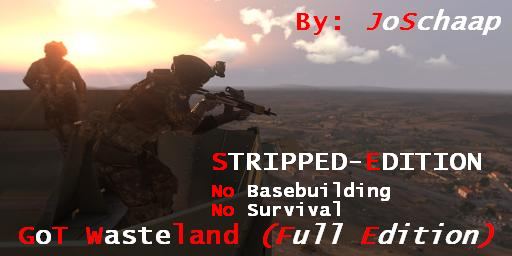 By: JoSchaap
STRIPPED-EDITION
No Basebuilding
No Survival
GoT Wasteland (Full Edition)